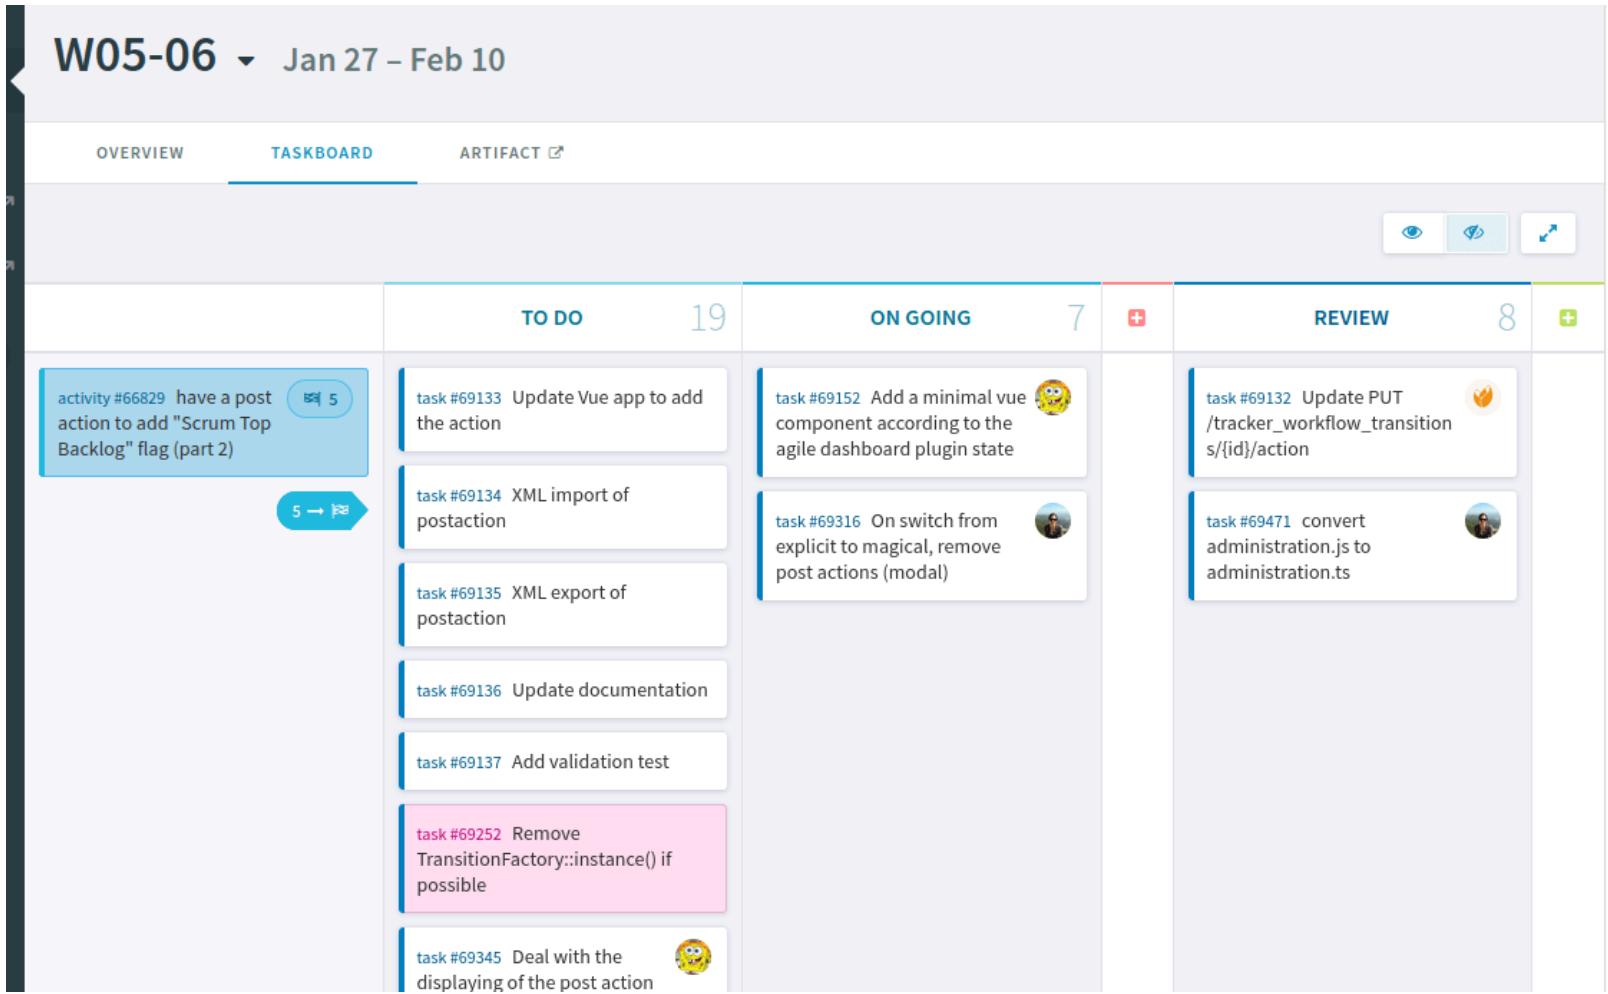 W05-06 Jan 27 – Feb 10
OVERVIEW TASKBOARD ARTIFACT
TO DO 19 ON GOING 7 REVIEW 8
activity #66829 have a post
action to add "Scrum Top
Backlog" flag (part 2)
5
5 →
task #69133 Update Vue app to add
the action
task #69134 XML import of
postaction
task #69135 XML export of
postaction
task #69136 Update documentation
task #69137 Add validation test
task #69252 Remove
TransitionFactory::instance() if
possible
task #69345 Deal with the
displaying of the post action
task #69152 Add a minimal vue
component according to the
agile dashboard plugin state
task #69316 On switch from
explicit to magical, remove
post actions (modal)
task #69132 Update PUT
/tracker_workflow_transition
s/{id}/action
task #69471 convert
administration.js to
administration.ts